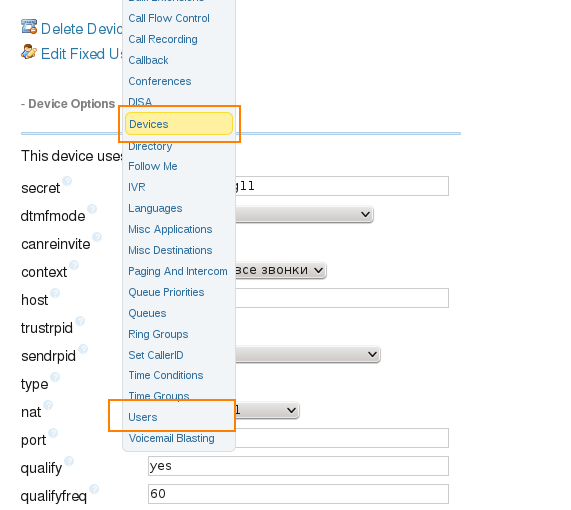 Call Flow Control
Delete Devic
Call Recording
Edit Fixed Us
Callback
Conferences
- Device Options
DISA
Devices
Directory
This device uses
Follow Me
secret
IVR
g11
Languages
dtmfmode
Misc Applications
canreinvite
Misc Destinations
context
Paging And Intercom
все звонки
host
Queue Priorities
Queues
trustrpid
Ring Groups
sendrpid
Set CallerID
type
Time Conditions
Time Groups
nat
Users
port
Voicemail Blasting
qualify
yes
qualifyfreq
60